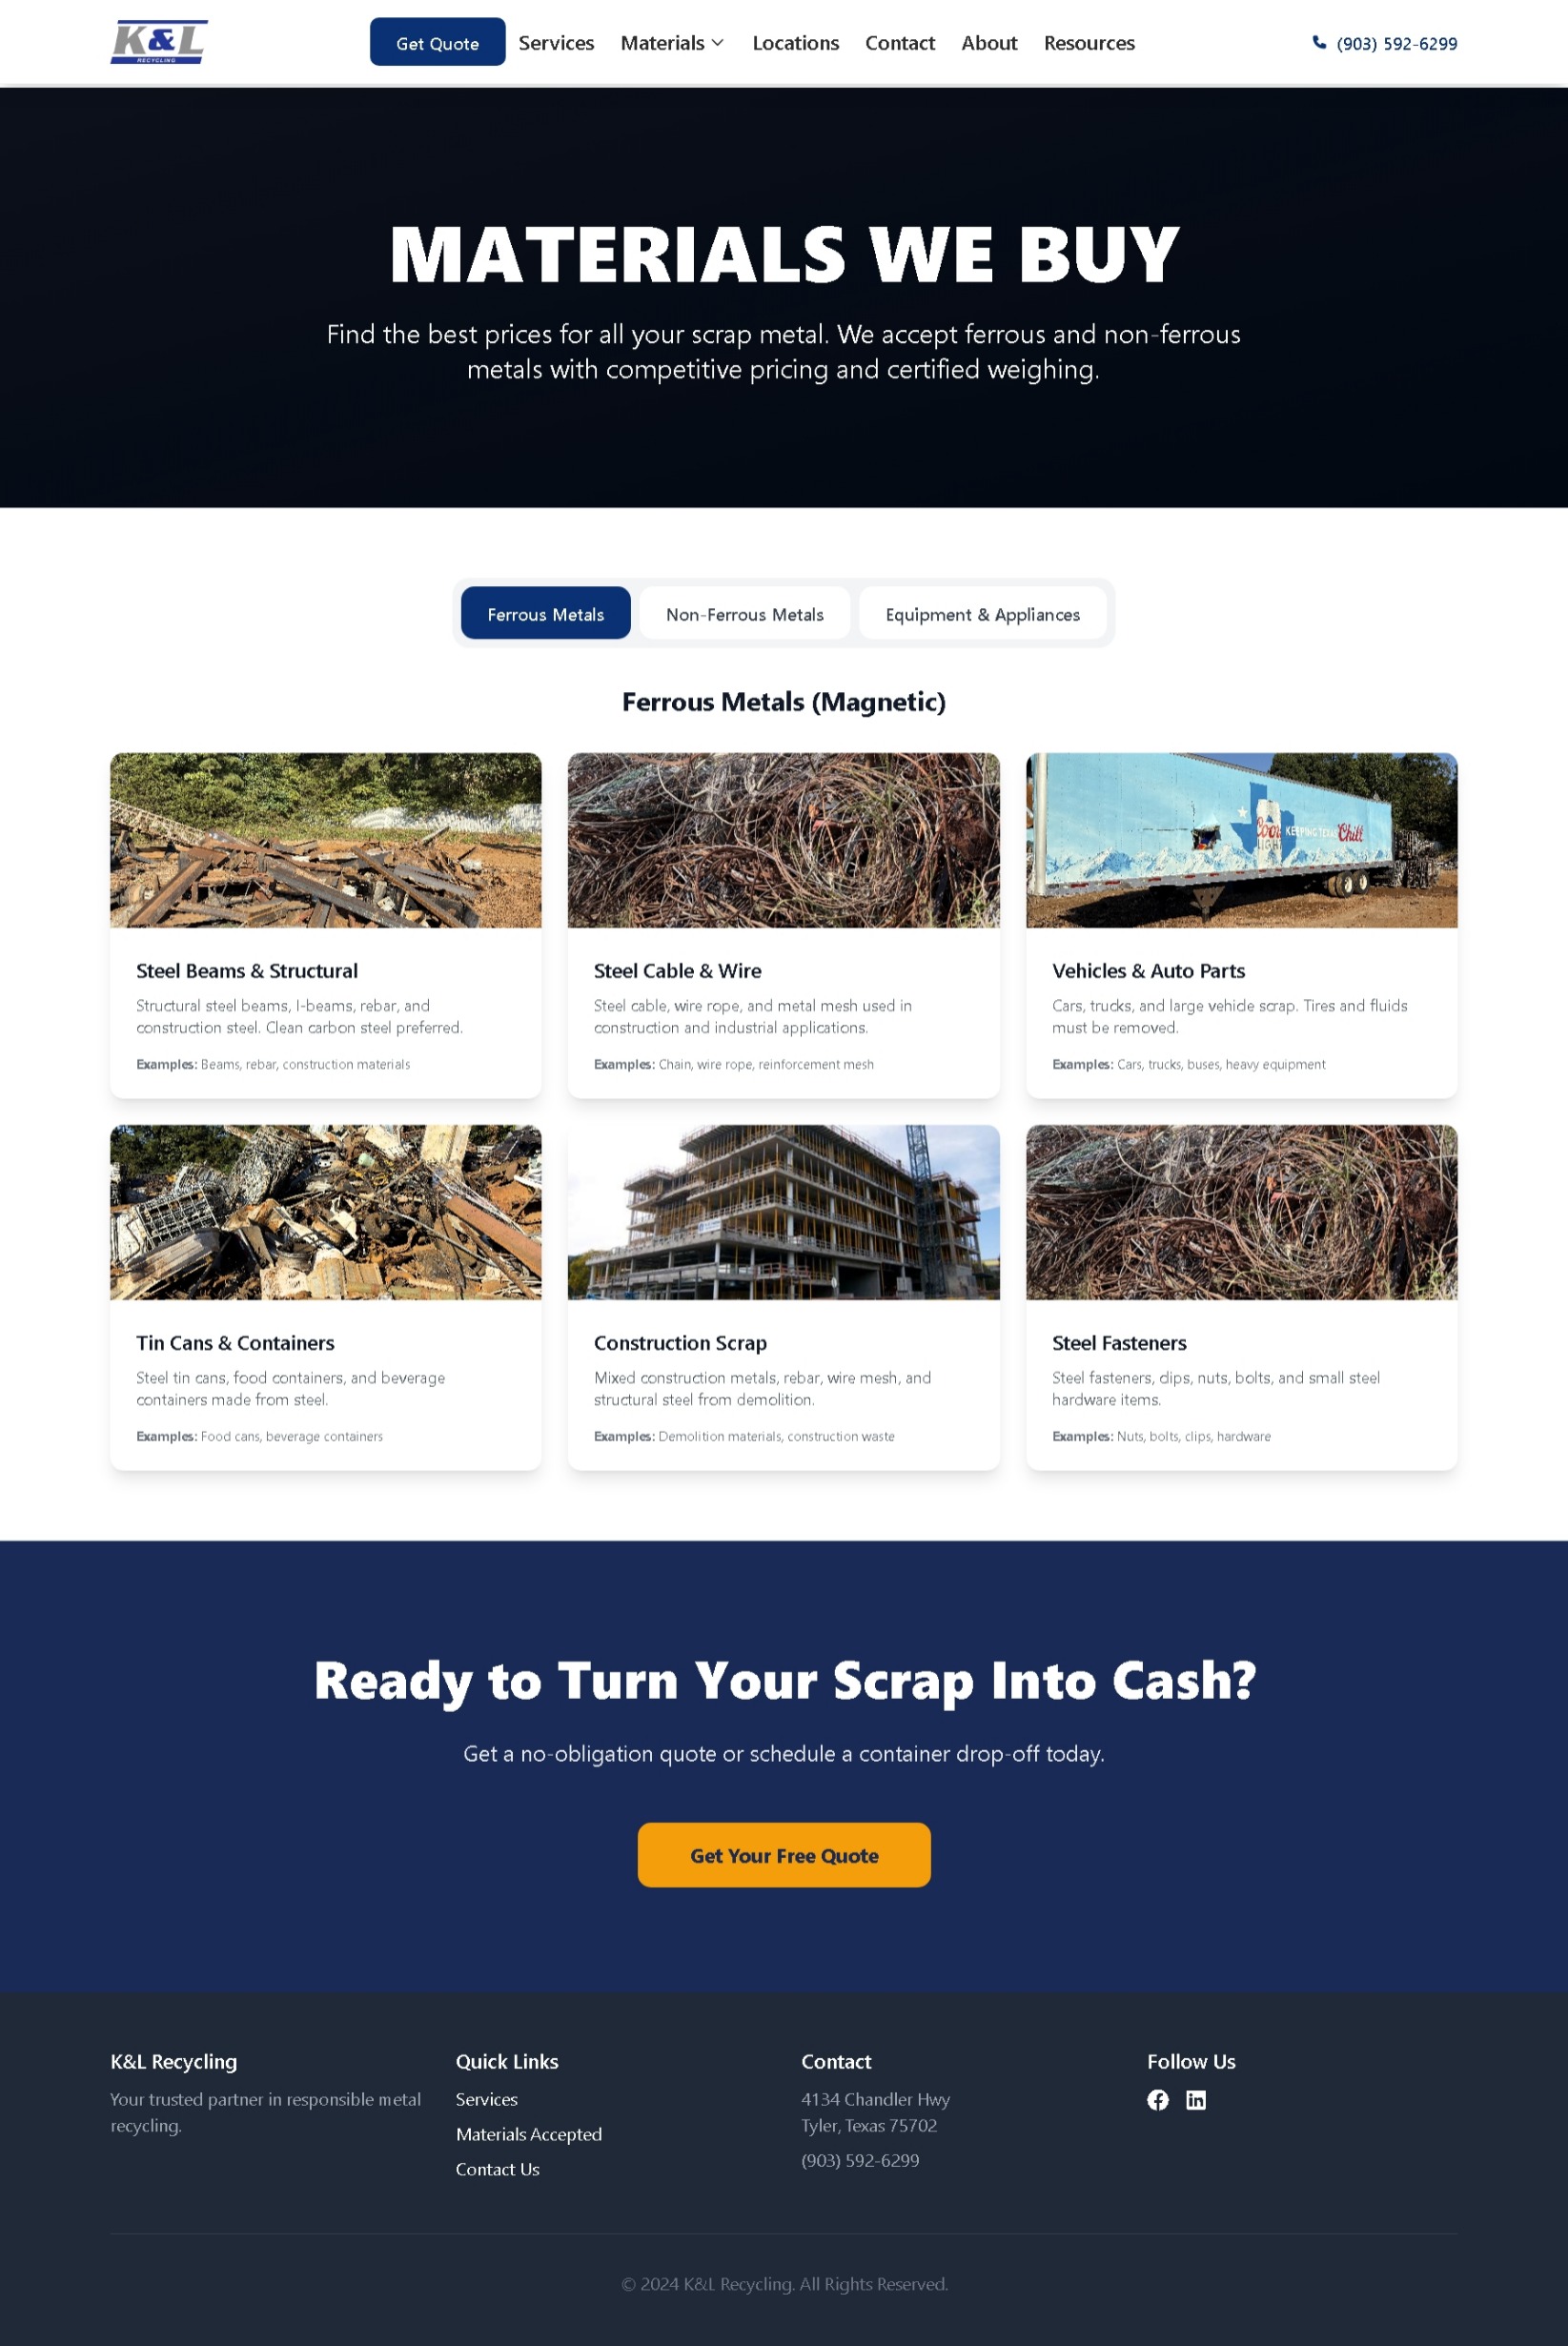 K&L
RECYCLING
Get Quote
Services
Materials
Locations
Contact
About
Resources
(903) 592-6299
MATERIALS WE BUY
Find the best prices for all your scrap metal. We accept ferrous and non-ferrous
metals with competitive pricing and certified weighing.
Ferrous Metals
Non-Ferrous Metals
Equipment & Appliances
Ferrous Metals (Magnetic)
Coors
LIGHT
KEEPING TEXAS
Chill
Steel Beams & Structural
Structural steel beams, I-beams, rebar, and
construction steel. Clean carbon steel preferred.
Examples: Beams, rebar, construction materials
Steel Cable & Wire
Steel cable, wire rope, and metal mesh used in
construction and industrial applications.
Examples: Chain, wire rope, reinforcement mesh
Vehicles & Auto Parts
Cars, trucks, and large vehicle scrap. Tires and fluids
must be removed.
Examples: Cars, trucks, buses, heavy equipment
Tin Cans & Containers
Steel tin cans, food containers, and beverage
containers made from steel.
Examples: Food cans, beverage containers
Construction Scrap
Mixed construction metals, rebar, wire mesh, and
structural steel from demolition.
Examples: Demolition materials, construction waste
Steel Fasteners
Steel fasteners, clips, nuts, bolts, and small steel
hardware items.
Examples: Nuts, bolts, clips, hardware
Ready to Turn Your Scrap Into Cash?
Get a no-obligation quote or schedule a container drop-off today.
Get Your Free Quote
K&L Recycling
Your trusted partner in responsible metal
recycling.
Quick Links
Services
Materials Accepted
Contact Us
Contact
4134 Chandler Hwy
Tyler, Texas 75702
(903) 592-6299
Follow Us
© 2024 K&L Recycling. All Rights Reserved.